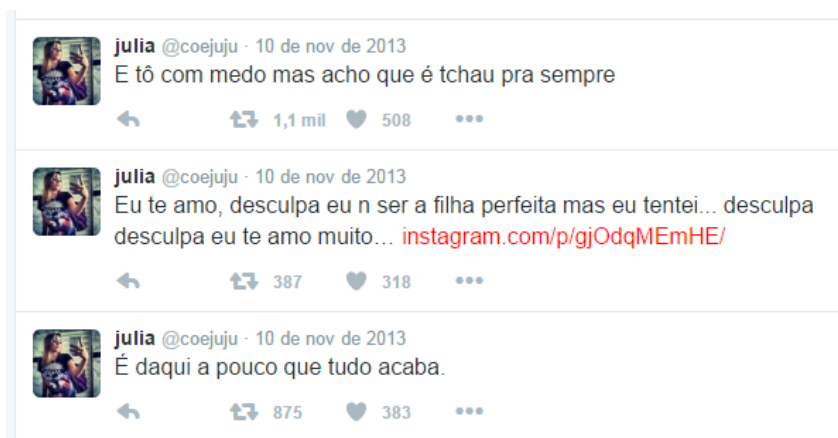 julia @coejuju · 10 de nov de 2013
E tô com medo mas acho que é tchau pra sempre
1,1 mil 508
julia @coejuju · 10 de nov de 2013
Eu te amo, desculpa eu n ser a filha perfeita mas eu tentei... desculpa
desculpa eu te amo muito... instagram.com/p/gjOdqMEmHE/
387 318
julia @coejuju · 10 de nov de 2013
É daqui a pouco que tudo acaba.
875 383